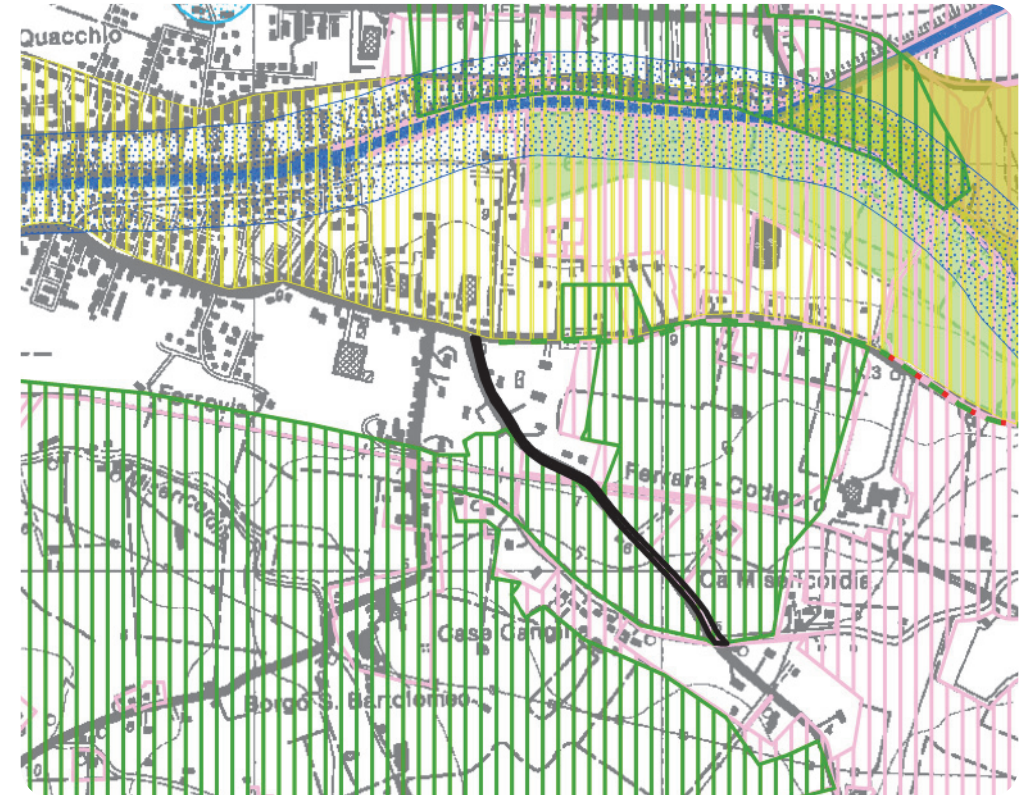 Quacchio
Ferrovia
Misericordia
Ferrara - Codigoro
Ca Misericordia
Case Cangini
Borgo S. Bartolomeo